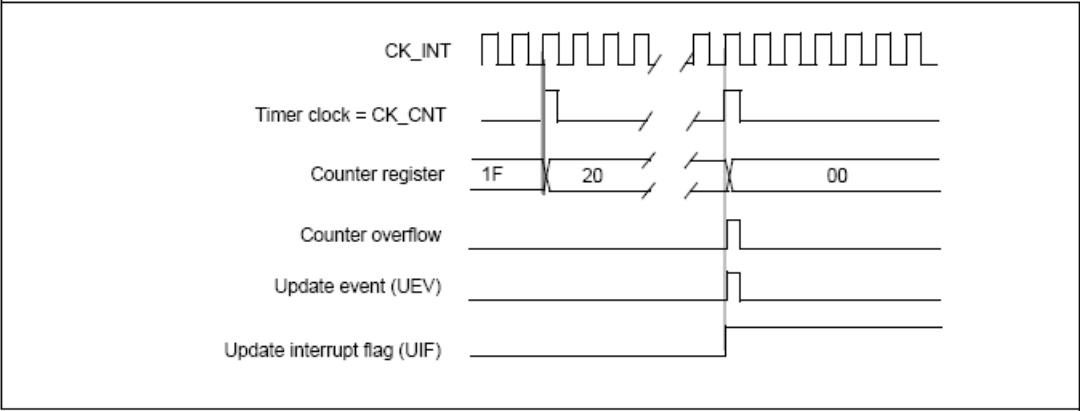 CK_INT
Timer clock = CK_CNT
Counter register 1F 20 00
Counter overflow
Update event (UEV)
Update interrupt flag (UIF)